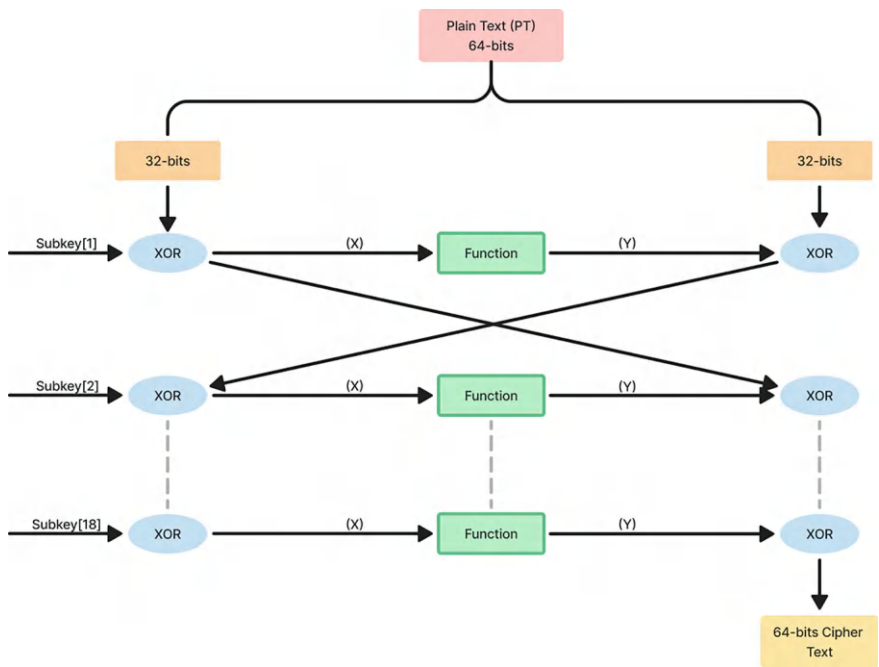 Plain Text (PT)
64-bits
32-bits
32-bits
Subkey[1]
XOR
(X)
Function
(Y)
XOR
Subkey[2]
XOR
(X)
Function
(Y)
XOR
Subkey[18]
XOR
(X)
Function
(Y)
XOR
64-bits Cipher
Text